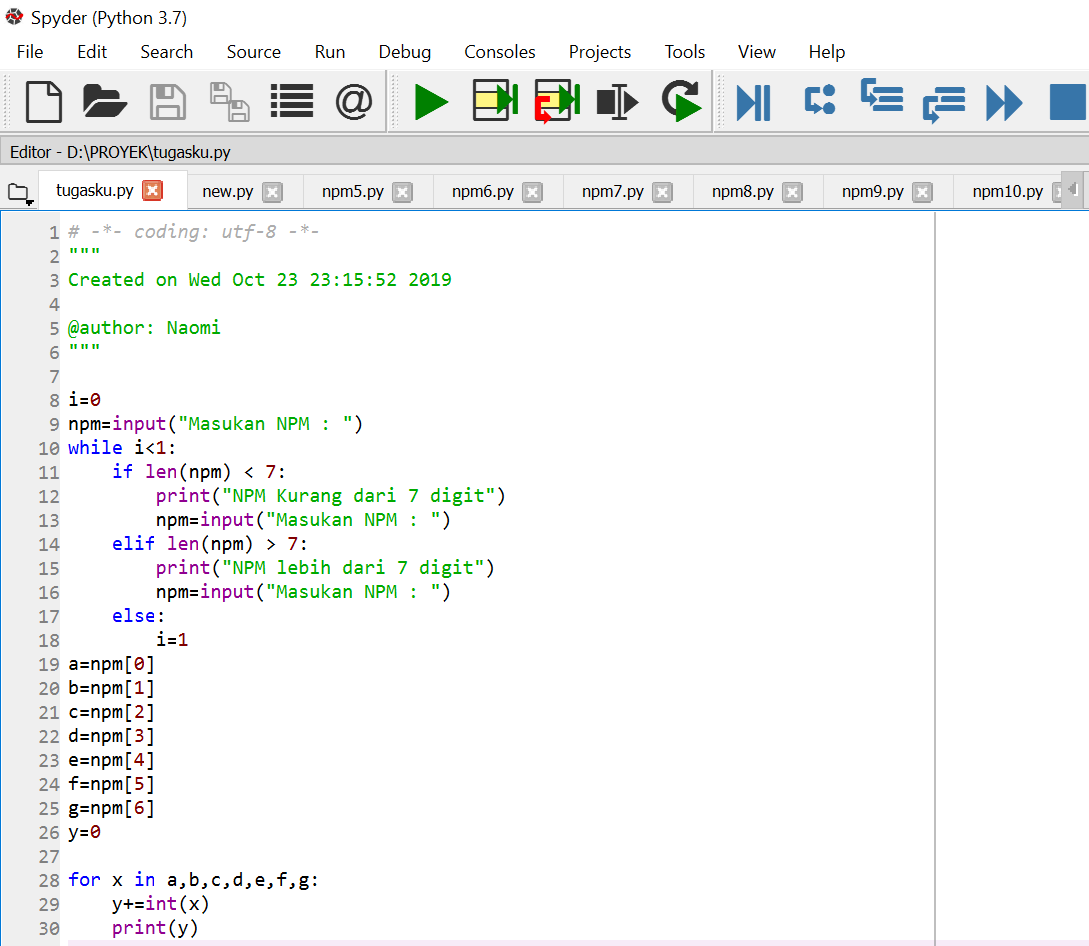 Spyder (Python 3.7)
File Edit Search Source Run Debug Consoles Projects Tools View Help
@
Editor - D:\PROYEK\tugasku.py
tugasku.py new.py npm5.py npm6.py npm7.py npm8.py npm9.py npm10.py
1 # -*- coding: utf-8 -*-
2 """
3 Created on Wed Oct 23 23:15:52 2019
4
5 @author: Naomi
6 """
7
8 i=0
9 npm=input("Masukan NPM : ")
10 while i<1:
11     if len(npm) < 7:
12         print("NPM Kurang dari 7 digit")
13         npm=input("Masukan NPM : ")
14     elif len(npm) > 7:
15         print("NPM lebih dari 7 digit")
16         npm=input("Masukan NPM : ")
17     else:
18         i=1
19 a=npm[0]
20 b=npm[1]
21 c=npm[2]
22 d=npm[3]
23 e=npm[4]
24 f=npm[5]
25 g=npm[6]
26 y=0
27
28 for x in a,b,c,d,e,f,g:
29     y+=int(x)
30     print(y)